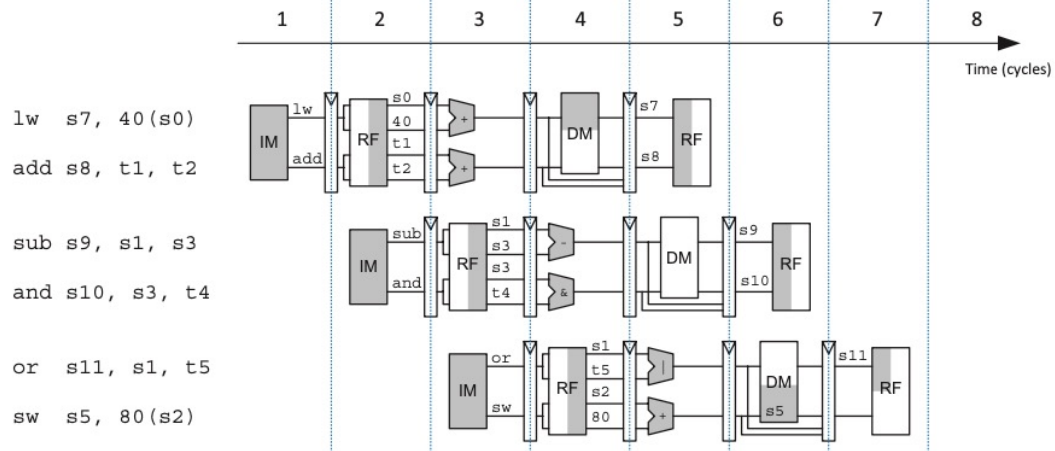 1 2 3 4 5 6 7 8
Time (cycles)
lw s7, 40(s0)
add s8, t1, t2
IM
lw
add
RF
s0
40
t1
t2
+
+
DM
s7
s8
RF
sub s9, s1, s3
and s10, s3, t4
IM
sub
and
RF
s1
s3
s3
t4
-
&
DM
s9
s10
RF
or s11, s1, t5
sw s5, 80(s2)
IM
or
sw
RF
s1
t5
s2
80
|
+
DM
s5
s11
RF